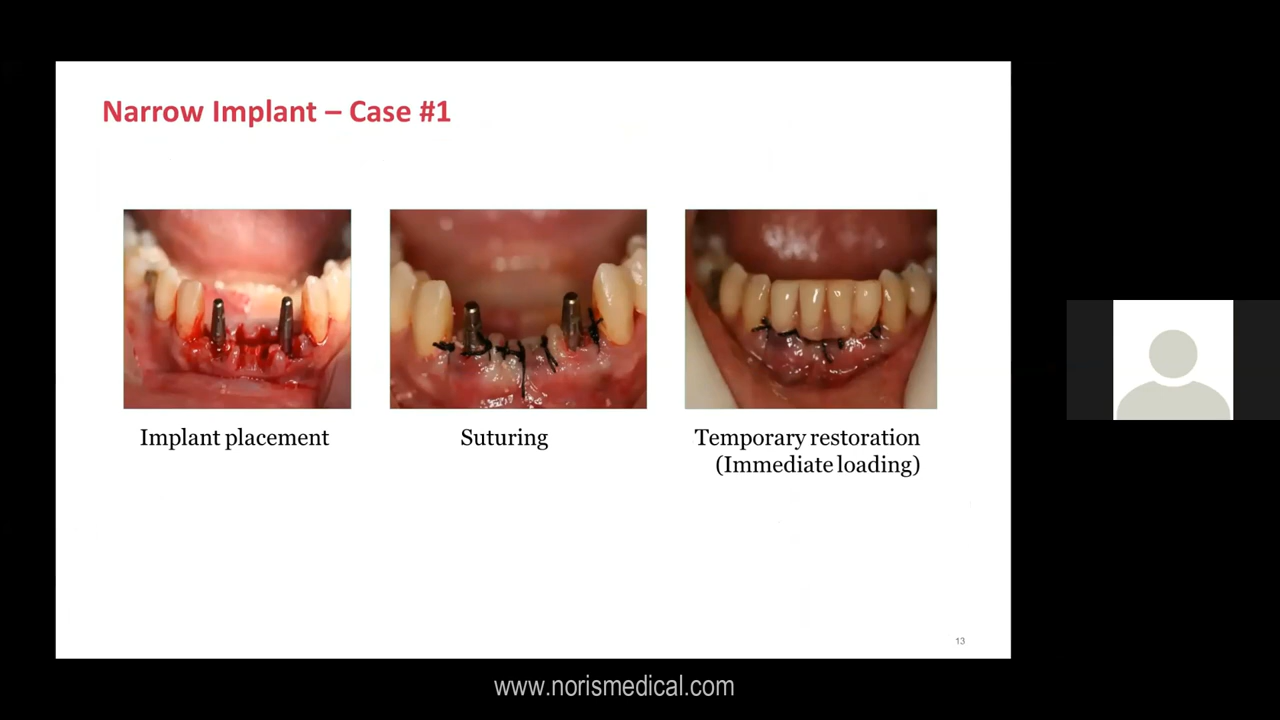 Narrow Implant – Case #1
Implant placement
Suturing
Temporary restoration
(Immediate loading)
13
www.norismedical.com